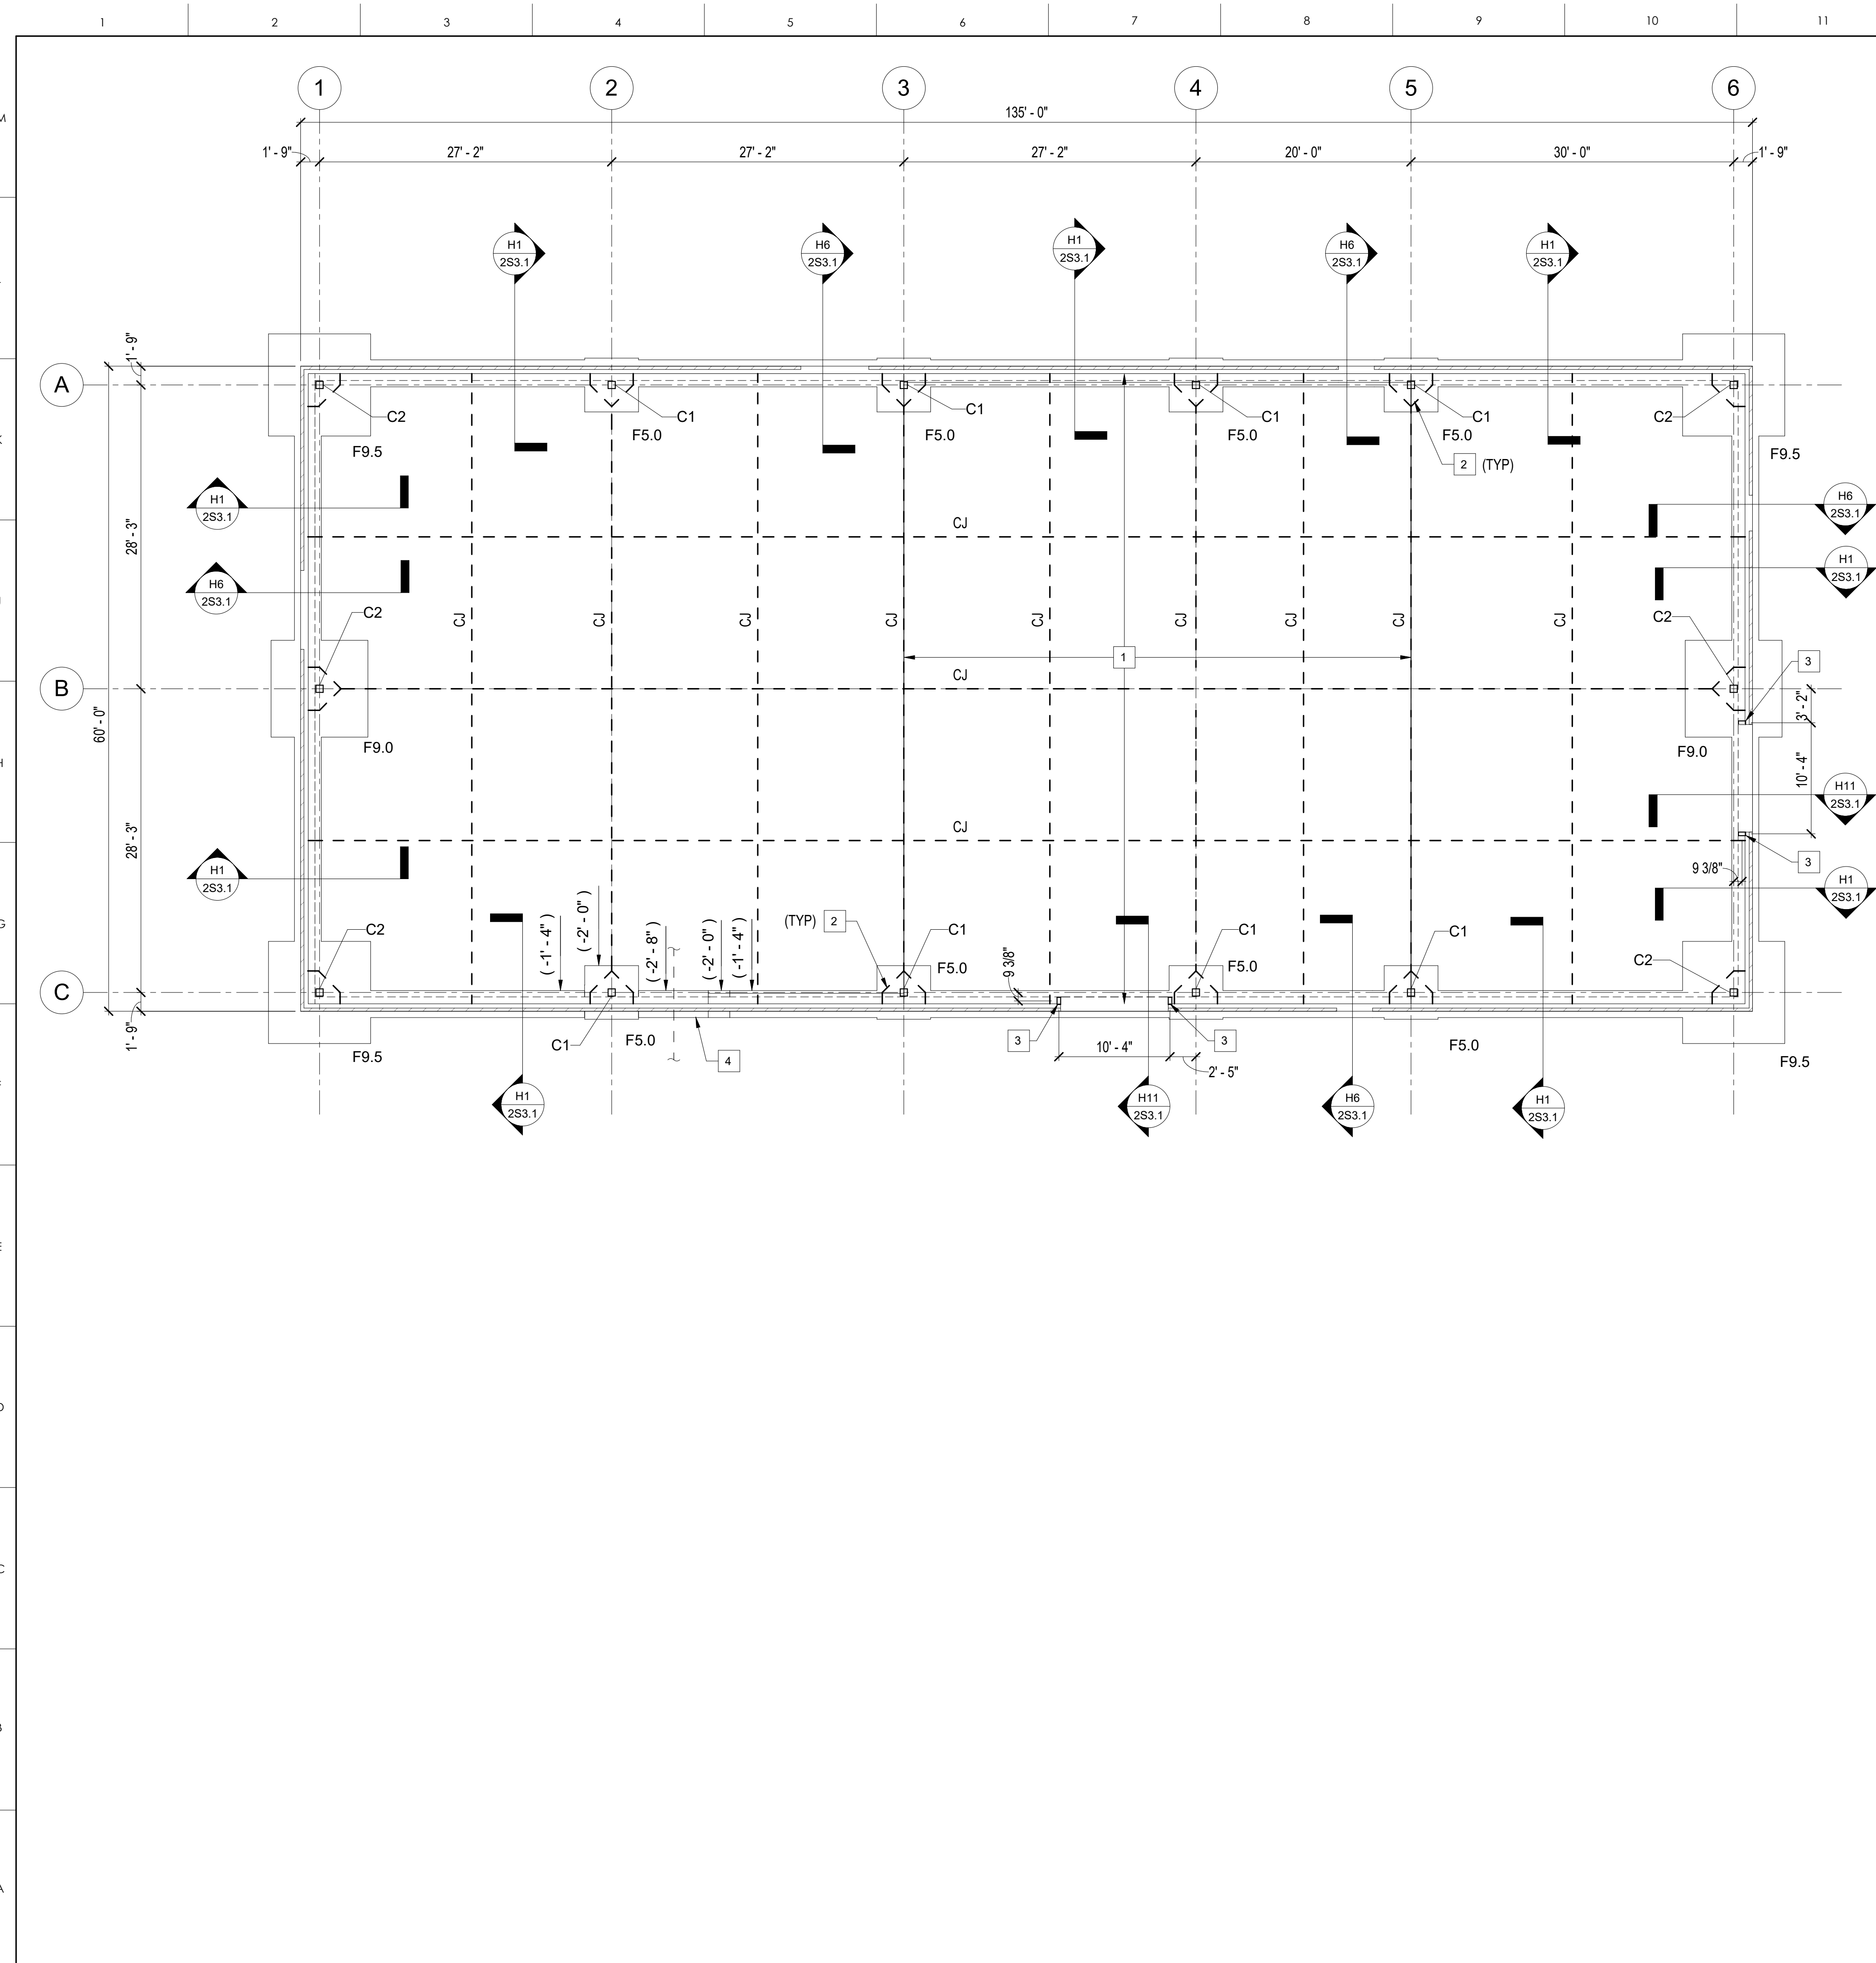 1 2 3 4 5 6 7 8 9 10 11
M
1 2 3 4 5 6
135' - 0"
1' - 9" 27' - 2" 27' - 2" 27' - 2" 20' - 0" 30' - 0" 1' - 9"
H1 H6 H1 H6 H1
2S3.1 2S3.1 2S3.1 2S3.1 2S3.1
1' - 9"
A
C2 C1 C1 C1 C1 C2
K
F9.5 F5.0 F5.0 F5.0 F5.0 F9.5
2 (TYP)
H1
2S3.1
H6
2S3.1
28' - 3"
CJ
H6
2S3.1
H1
2S3.1
C2 C2
CJ CJ CJ CJ CJ CJ CJ CJ CJ
1
3
B
CJ
60' - 0"
3' - 2"
F9.0 F9.0
H
10' - 4"
H11
2S3.1
28' - 3"
CJ
3
H1
2S3.1
9 3/8"
H1
2S3.1
G
( -1' - 4" ) ( -2' - 0" ) ( -2' - 8" ) ( -2' - 0" ) ( -1' - 4" )
(TYP) 2
C2 C1 C1 C1 C2
F5.0 9 3/8" F5.0
C
1' - 9"
F9.5 C1 F5.0 4 3 10' - 4" 3 F5.0 F9.5
2' - 5"
H1 H11 H6 H1
2S3.1 2S3.1 2S3.1 2S3.1
E
C
B
A